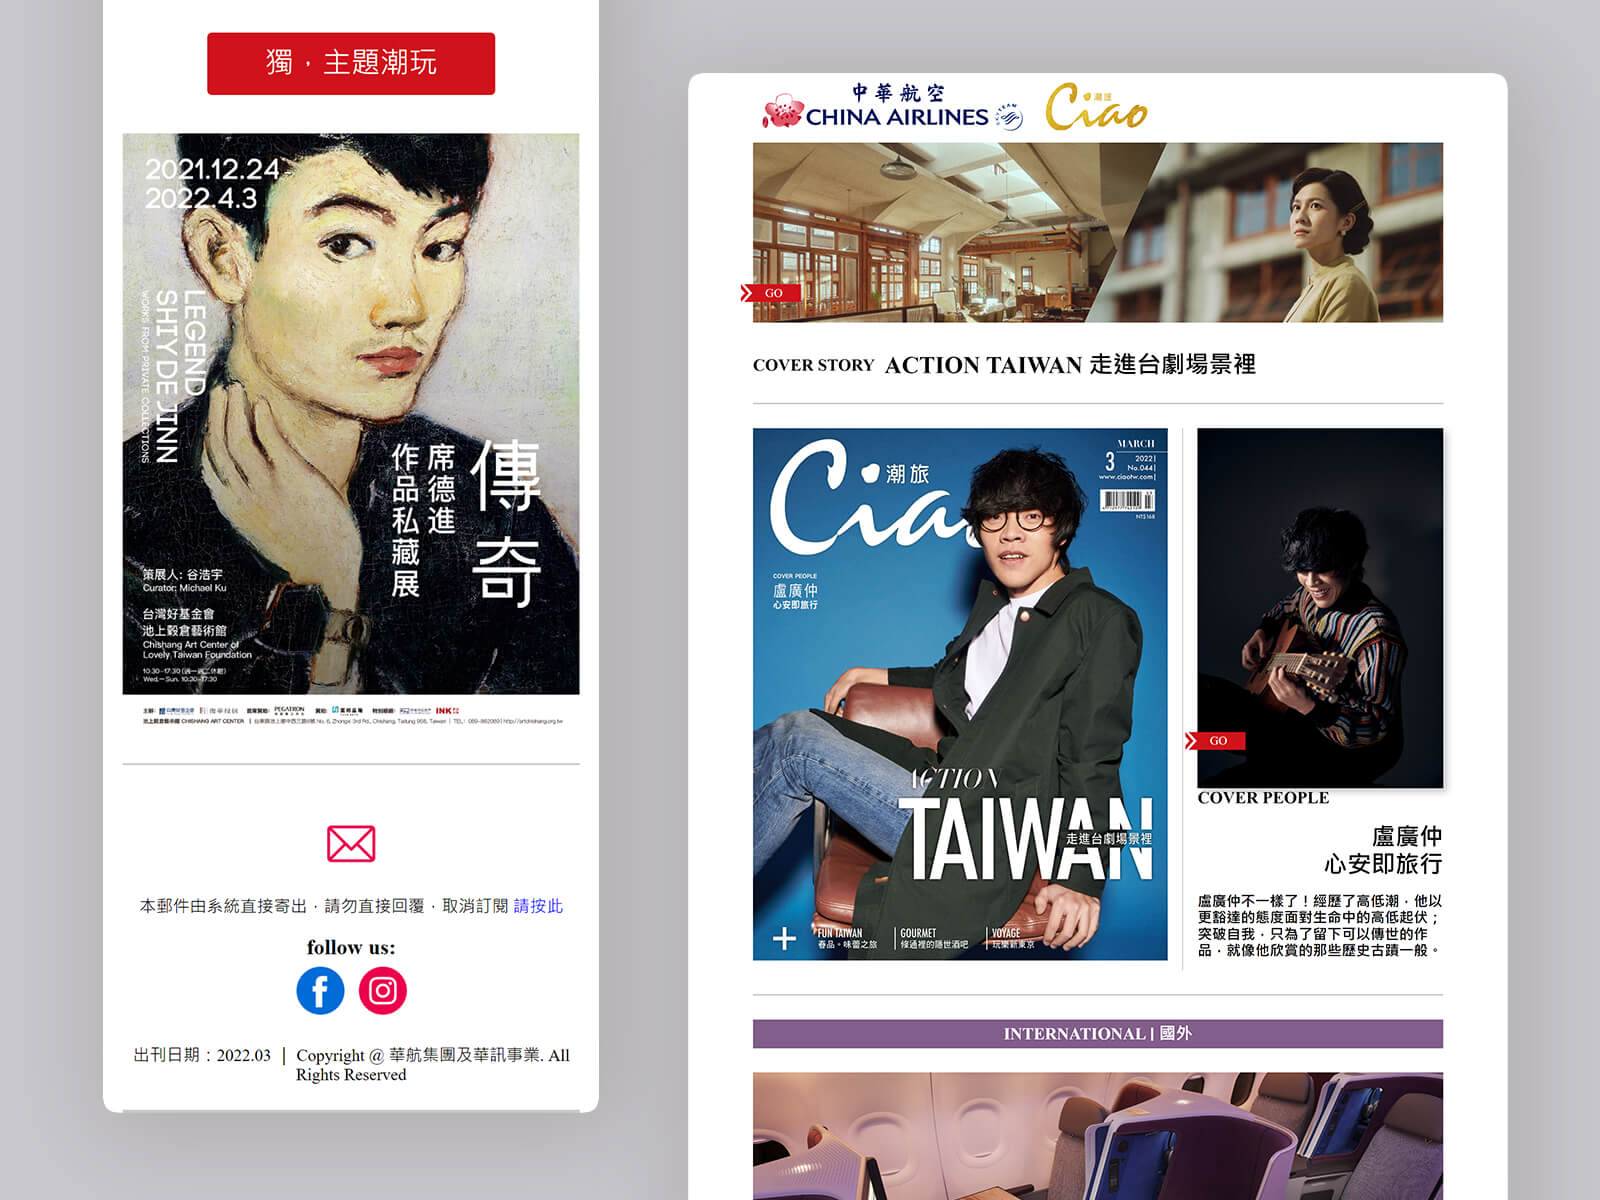 獨，主題潮玩
2021.12.24
2022.4.3
LEGEND
SHIY DE JINN
WORKS FROM PRIVATE COLLECTIONS
傳奇
席德進
作品私藏展
策展人: 谷浩宇
Curator: Michael Ku
台灣好基金會
池上穀倉藝術館
Chishang Art Center of
Lovely Taiwan Foundation
Wed.–Sun. 10:30-17:30
本郵件由系統直接寄出，請勿直接回覆，取消訂閱 請按此
follow us:
出刊日期：2022.03 | Copyright @ 華航集團及華訊事業. All
Rights Reserved
中華航空
CHINA AIRLINES
Ciao 潮旅
GO
COVER STORY ACTION TAIWAN 走進台劇場景裡
Ciao 潮旅
MARCH
3
2022
No.044
www.ciaotw.com
NT$168
COVER PEOPLE
盧廣仲
心安即旅行
ACTION
TAIWAN
走進台劇場景裡
FUN TAIWAN
春品。味蕾之旅
GOURMET
條通裡的隱世酒吧
VOYAGE
玩樂新東京
GO
COVER PEOPLE
盧廣仲
心安即旅行
盧廣仲不一樣了！經歷了高低潮，他以
更豁達的態度面對生命中的高低起伏；
突破自我，只為了留下可以傳世的作
品，就像他欣賞的那些歷史古蹟一般。
INTERNATIONAL | 國外